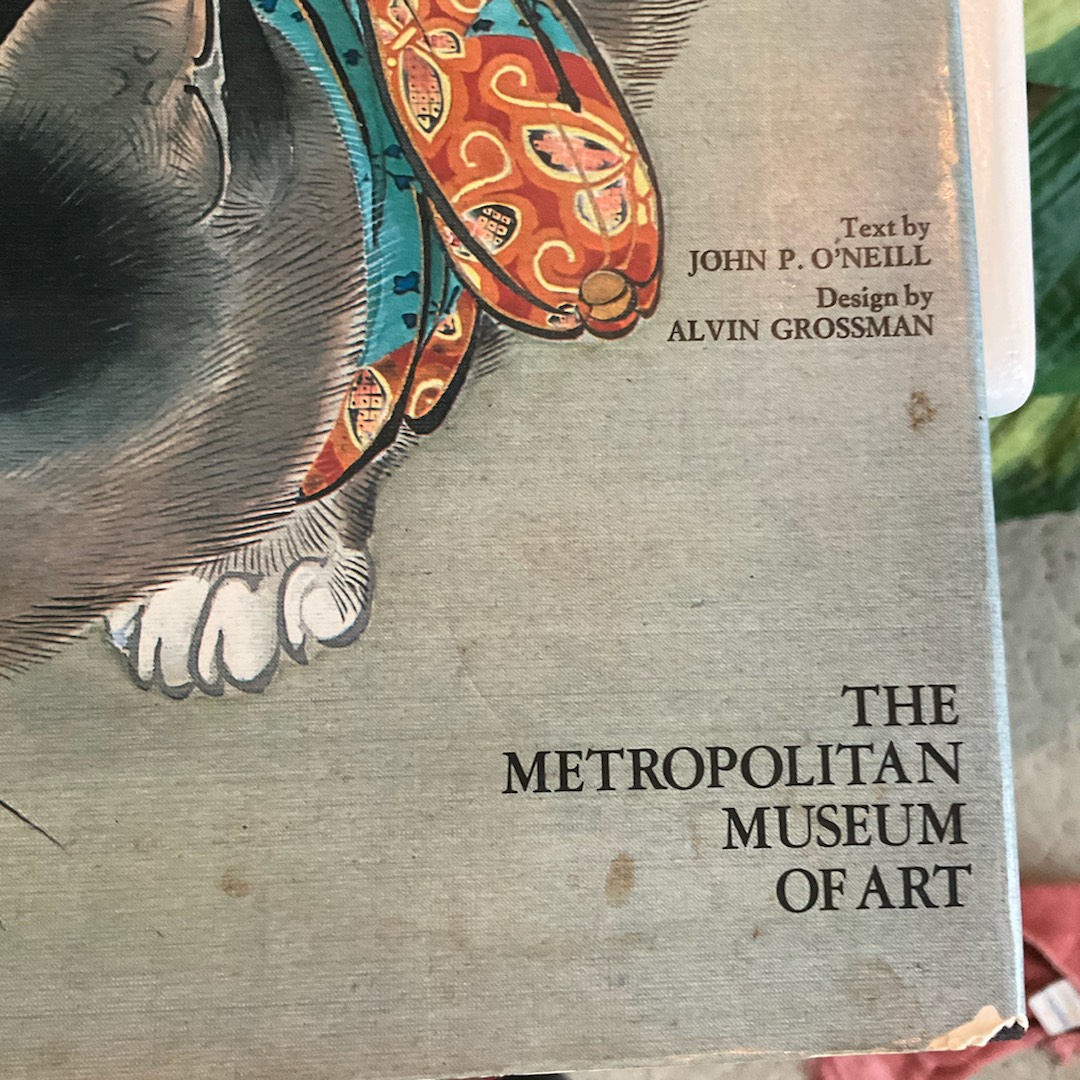 Text by
JOHN P. O'NEILL
Design by
ALVIN GROSSMAN
THE
METROPOLITAN
MUSEUM
OF ART